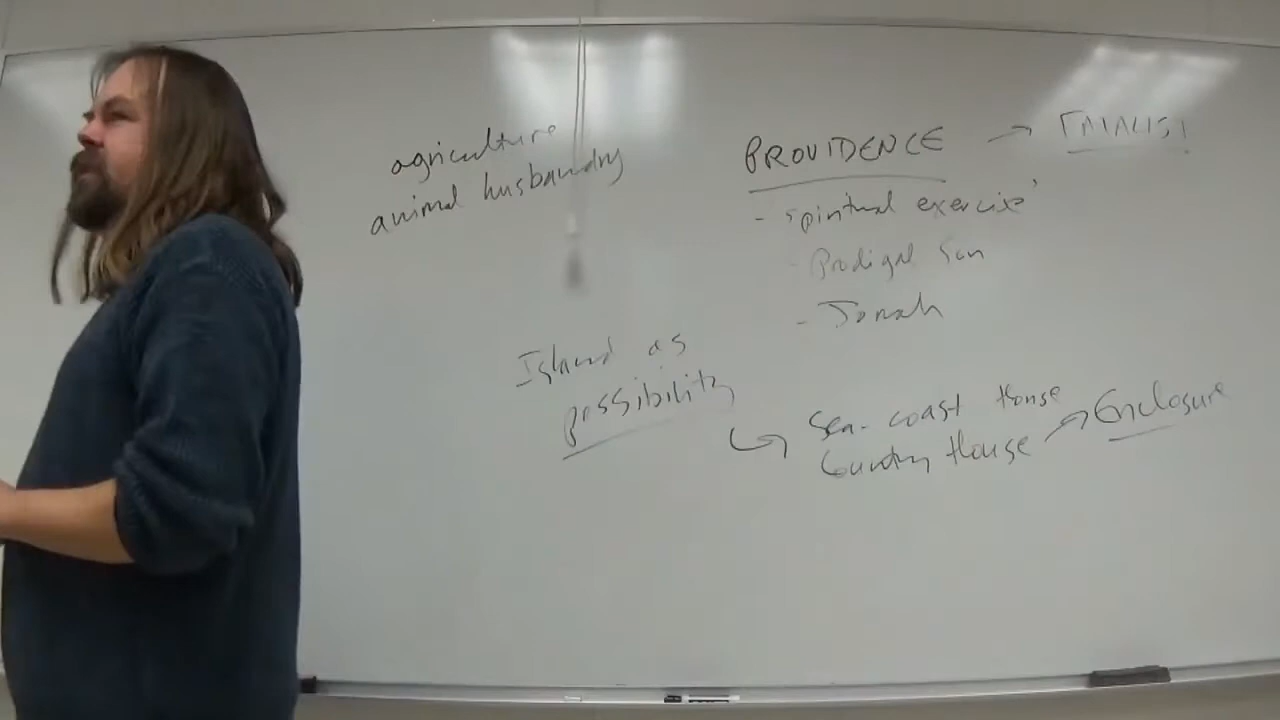 agriculture
animal husbandry
PROVIDENCE →
- 'spiritual exercise'
- Prodigal Son
- Jonah
Island as
possibility
Sea-coast House
Country House → Enclosure